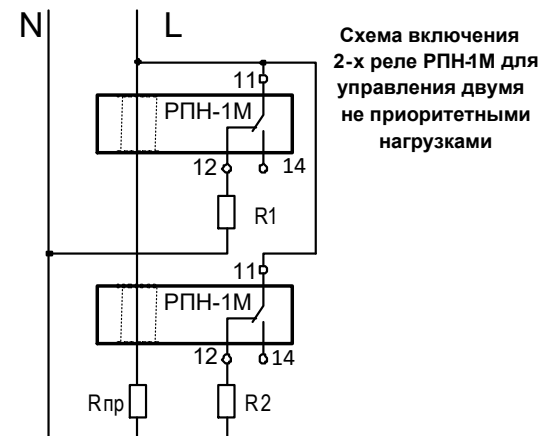 N
L
Схема включения
2-х реле РПН-1М для
управления двумя
не приоритетными
нагрузками
11
РПН-1М
12
14
R1
11
РПН-1М
12
14
Rпр
R2